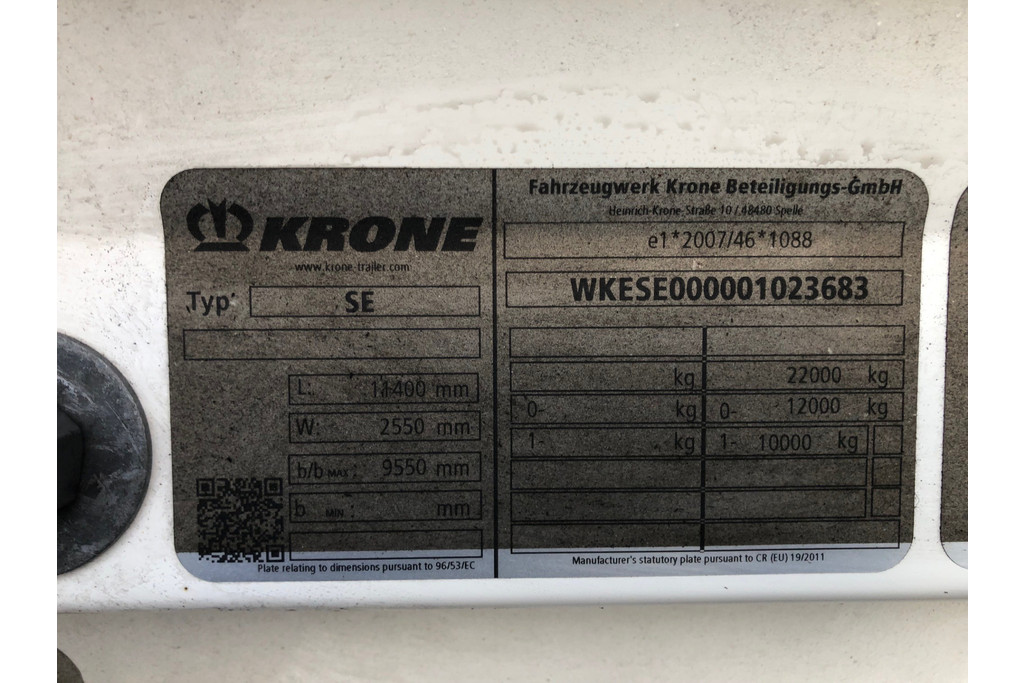 KRONE
www.krone-trailer.com
Typ:
SE
L: 11400 mm
W: 2550 mm
b/b MAX : 9550 mm
b MIN : mm
Plate relating to dimensions pursuant to 96/53/EC
Fahrzeugwerk Krone Beteiligungs-GmbH
Heinrich-Krone-Straße 10 / 48480 Spelle
e1*2007/46*1088
WKESE000001023683
kg 22000 kg
0- kg 0- 12000 kg
1- kg 1- 10000 kg
Manufacturer's statutory plate pursuant to CR (EU) 19/2011